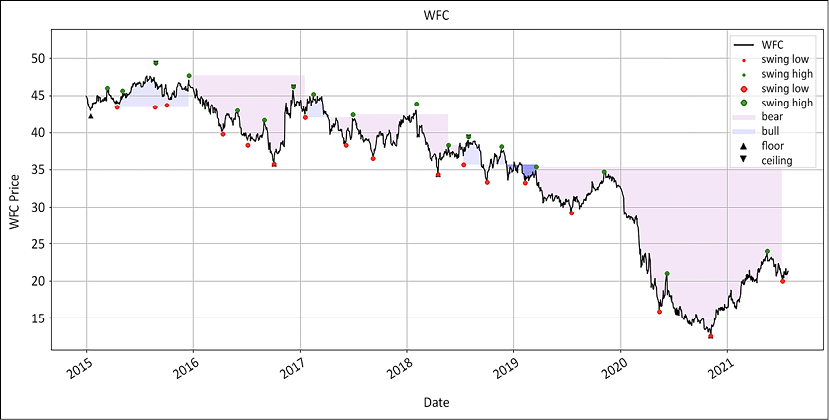 WFC
50
45
40
35
30
25
20
15
WFC Price
WFC
swing low
swing high
swing low
swing high
bear
bull
floor
ceiling
2015 2016 2017 2018 2019 2020 2021
Date